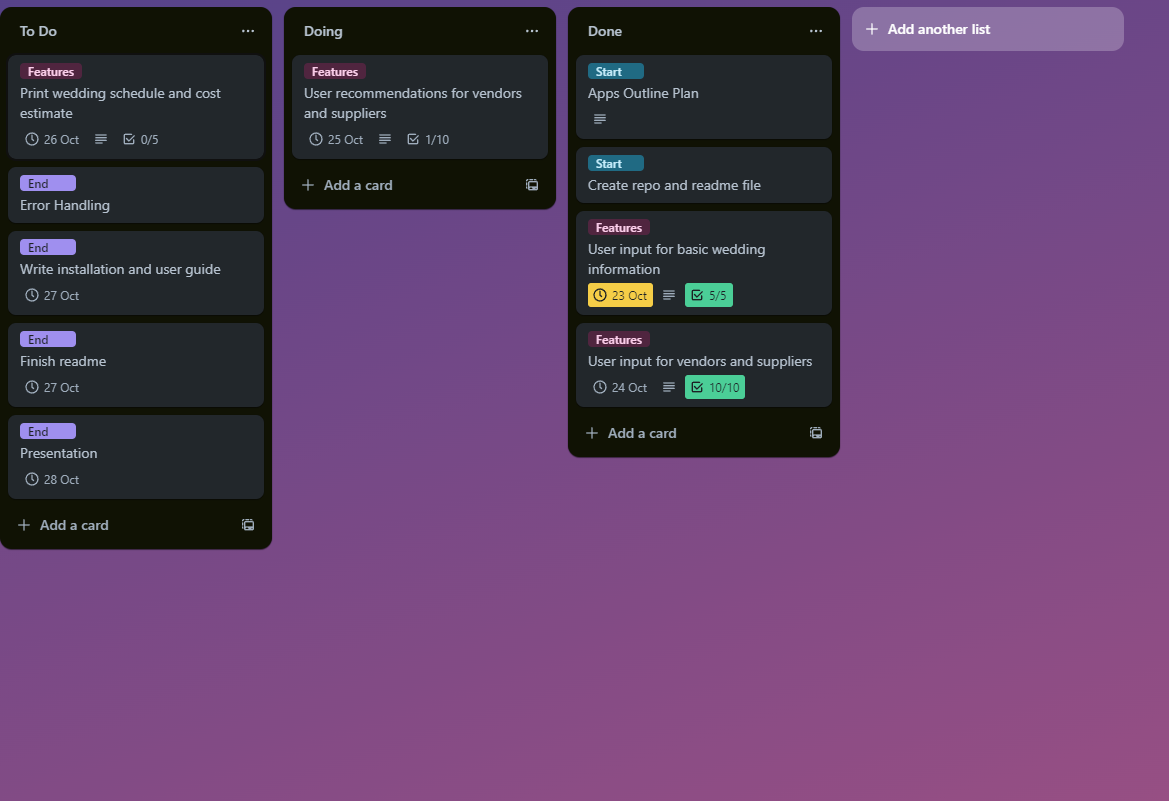 To Do
Features
Print wedding schedule and cost
estimate
26 Oct 0/5
End
Error Handling
End
Write installation and user guide
27 Oct
End
Finish readme
27 Oct
End
Presentation
28 Oct
Add a card
Doing
Features
User recommendations for vendors
and suppliers
25 Oct 1/10
Add a card
Done
Start
Apps Outline Plan
Start
Create repo and readme file
Features
User input for basic wedding
information
23 Oct 5/5
Features
User input for vendors and suppliers
24 Oct 10/10
Add a card
Add another list